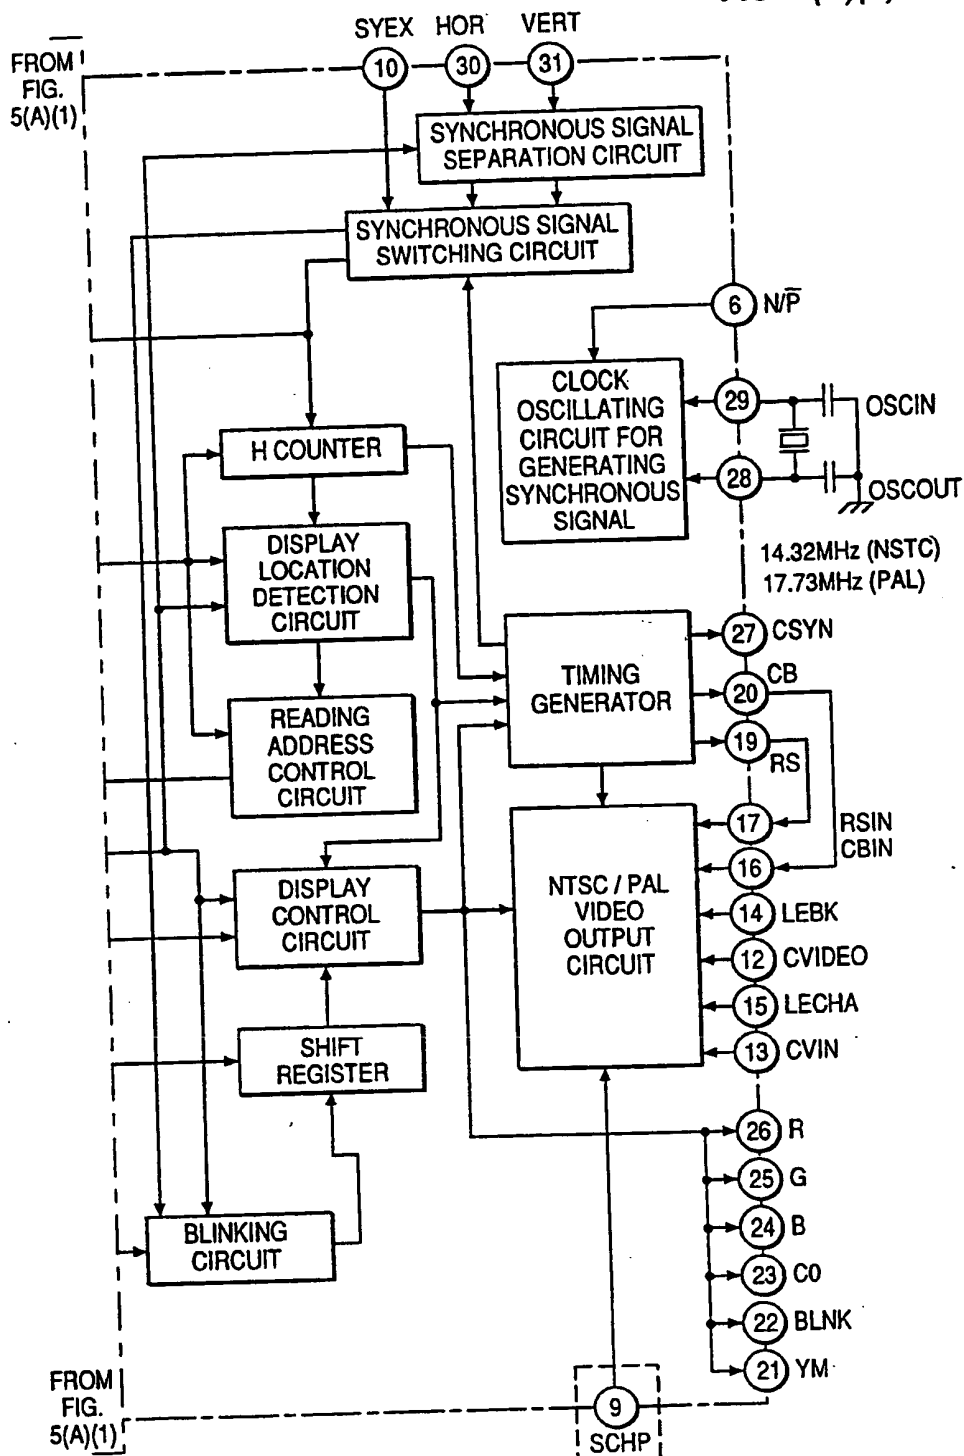 SYEX HOR VERT
FROM
FIG.
5(A)(1)
10 30 31
SYNCHRONOUS SIGNAL
SEPARATION CIRCUIT
SYNCHRONOUS SIGNAL
SWITCHING CIRCUIT
6 N/P̅
CLOCK
OSCILLATING
CIRCUIT FOR
GENERATING
SYNCHRONOUS
SIGNAL
29 OSCIN
28 OSCOUT
14.32MHz (NSTC)
17.73MHz (PAL)
H COUNTER
DISPLAY
LOCATION
DETECTION
CIRCUIT
READING
ADDRESS
CONTROL
CIRCUIT
TIMING
GENERATOR
27 CSYN
20 CB
19 RS
17 RSIN
16 CBIN
DISPLAY
CONTROL
CIRCUIT
NTSC / PAL
VIDEO
OUTPUT
CIRCUIT
14 LEBK
12 CVIDEO
15 LECHA
13 CVIN
SHIFT
REGISTER
BLINKING
CIRCUIT
26 R
25 G
24 B
23 C0
22 BLNK
21 YM
FROM
FIG.
5(A)(1)
9
SCHP